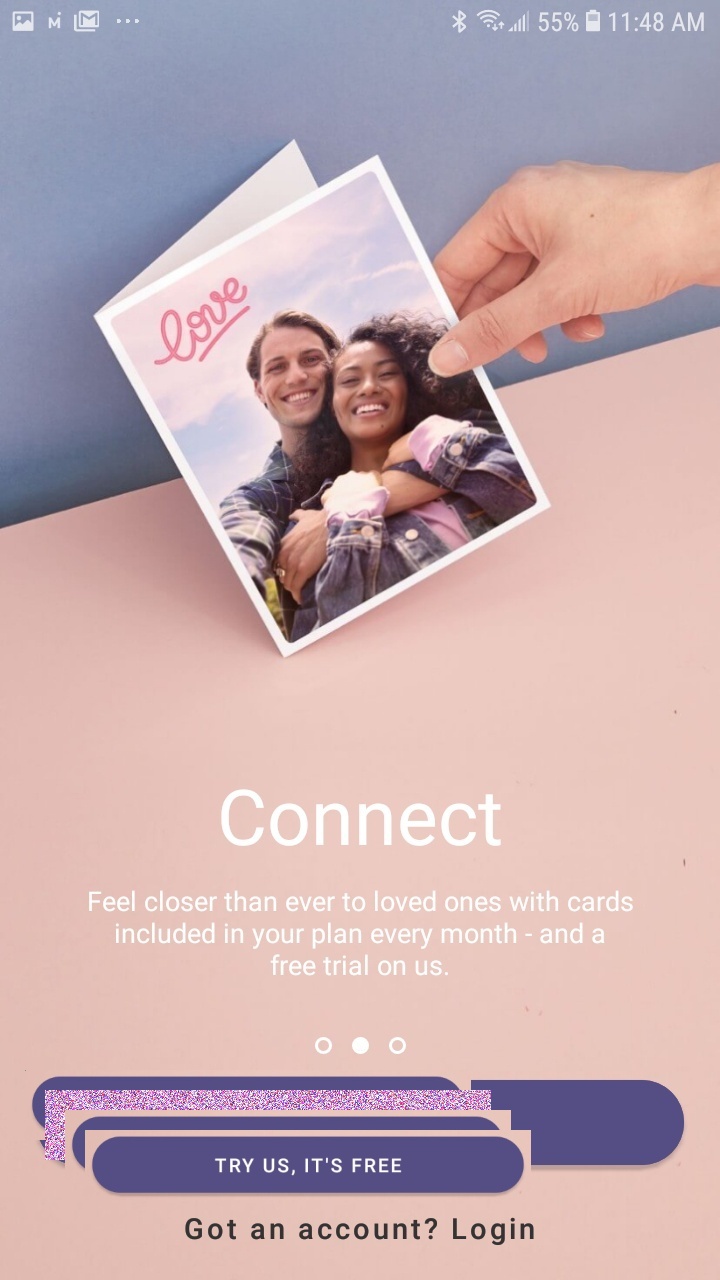 55% 11:48 AM
love
Connect
Feel closer than ever to loved ones with cards
included in your plan every month - and a
free trial on us.
TRY US, IT'S FREE
Got an account? Login